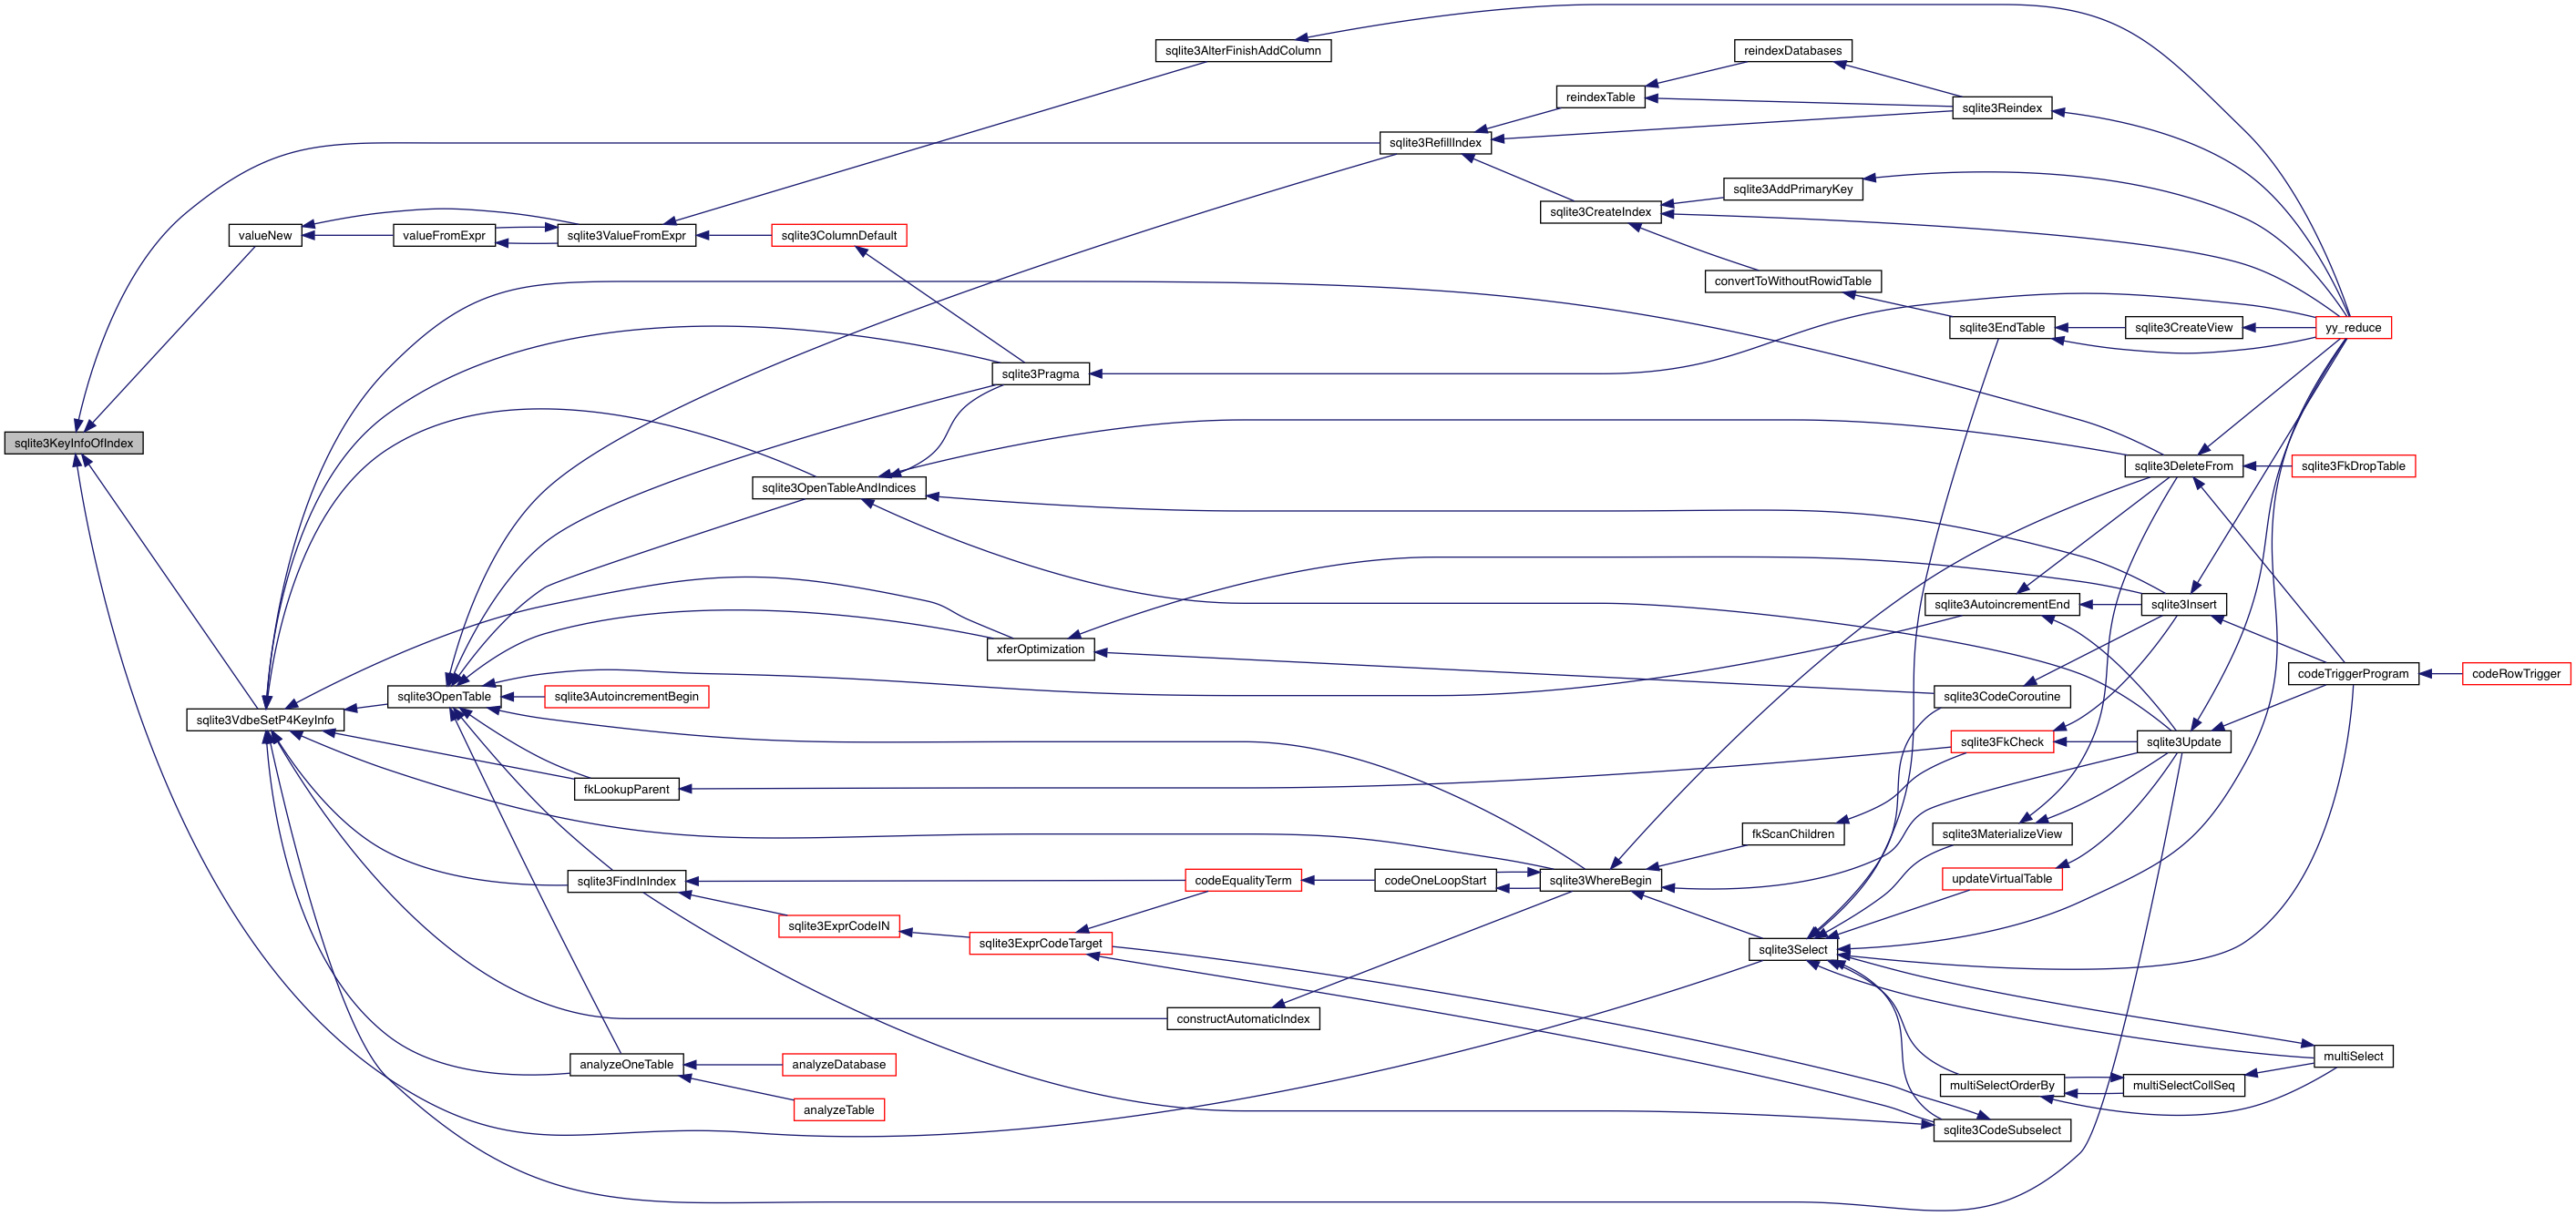 sqlite3AlterFinishAddColumn
reindexDatabases
reindexTable
sqlite3Reindex
sqlite3RefillIndex
sqlite3AddPrimaryKey
sqlite3CreateIndex
valueNew
valueFromExpr
sqlite3ValueFromExpr
sqlite3ColumnDefault
convertToWithoutRowidTable
sqlite3EndTable
sqlite3CreateView
yy_reduce
sqlite3Pragma
sqlite3KeyInfoOfIndex
sqlite3DeleteFrom
sqlite3FkDropTable
sqlite3OpenTableAndIndices
sqlite3AutoincrementEnd
sqlite3Insert
xferOptimization
codeTriggerProgram
codeRowTrigger
sqlite3OpenTable
sqlite3AutoincrementBegin
sqlite3CodeCoroutine
sqlite3VdbeSetP4KeyInfo
sqlite3FkCheck
sqlite3Update
fkLookupParent
fkScanChildren
sqlite3MaterializeView
sqlite3FindInIndex
codeEqualityTerm
codeOneLoopStart
sqlite3WhereBegin
updateVirtualTable
sqlite3ExprCodeIN
sqlite3ExprCodeTarget
sqlite3Select
constructAutomaticIndex
multiSelect
analyzeOneTable
analyzeDatabase
multiSelectOrderBy
multiSelectCollSeq
analyzeTable
sqlite3CodeSubselect